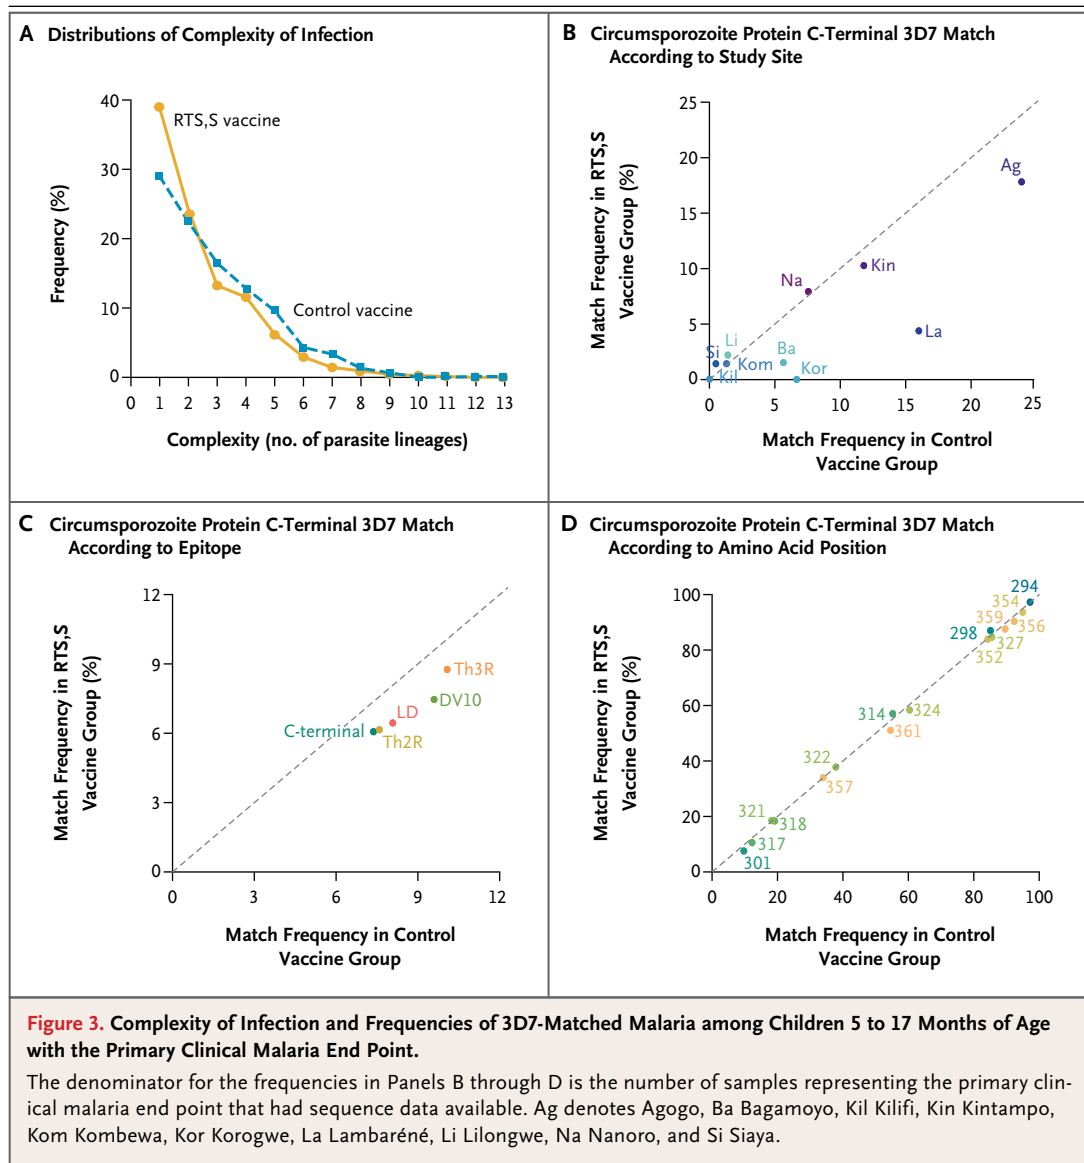 A Distributions of Complexity of Infection
40
30
20
10
0
Frequency (%)
RTS,S vaccine
Control vaccine
0 1 2 3 4 5 6 7 8 9 10 11 12 13
Complexity (no. of parasite lineages)
B Circumsporozoite Protein C-Terminal 3D7 Match
According to Study Site
25
20
15
10
5
0
Match Frequency in RTS,S
Vaccine Group (%)
Ag
Kin
Na
La
Li
Si
Kom
Kil
Ba
Kor
0 5 10 15 20 25
Match Frequency in Control
Vaccine Group
C Circumsporozoite Protein C-Terminal 3D7 Match
According to Epitope
12
9
6
3
0
Match Frequency in RTS,S
Vaccine Group (%)
Th3R
DV10
LD
C-terminal
Th2R
0 3 6 9 12
Match Frequency in Control
Vaccine Group
D Circumsporozoite Protein C-Terminal 3D7 Match
According to Amino Acid Position
100
80
60
40
20
0
Match Frequency in RTS,S
Vaccine Group (%)
294
354
359
356
298
327
352
314
324
361
322
357
321
318
317
301
0 20 40 60 80 100
Match Frequency in Control
Vaccine Group
Figure 3. Complexity of Infection and Frequencies of 3D7-Matched Malaria among Children 5 to 17 Months of Age
with the Primary Clinical Malaria End Point.
The denominator for the frequencies in Panels B through D is the number of samples representing the primary clin-
ical malaria end point that had sequence data available. Ag denotes Agogo, Ba Bagamoyo, Kil Kilifi, Kin Kintampo,
Kom Kombewa, Kor Korogwe, La Lambaréné, Li Lilongwe, Na Nanoro, and Si Siaya.